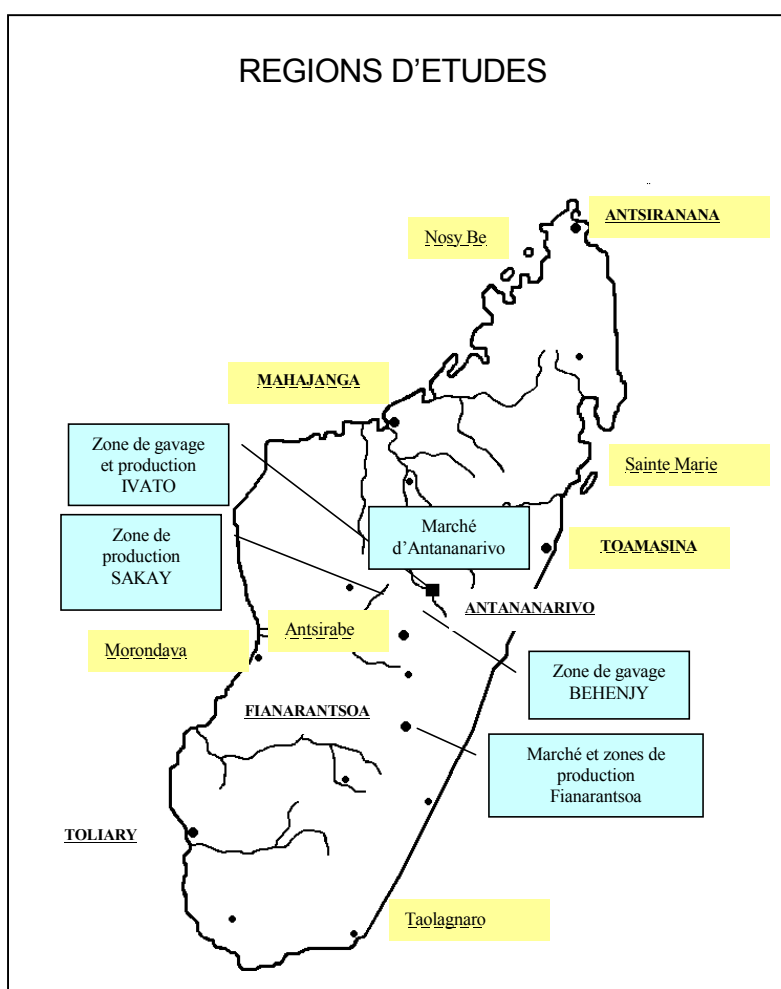 REGIONS D'ETUDES
ANTSIRANANA
Nosy Be
MAHAJANGA
Zone de gavage
et production
IVATO
Sainte Marie
Marché
d'Antananarivo
Zone de
production
SAKAY
TOAMASINA
ANTANANARIVO
Antsirabe
Morondava
Zone de gavage
BEHENJY
FIANARANTSOA
Marché et zones de
production
Fianarantsoa
TOLIARY
Taolagnaro